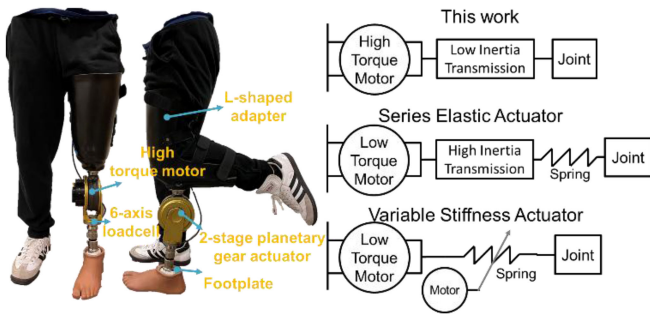 L-shaped
adapter
High
torque motor
6-axis
loadcell
2-stage planetary
gear actuator
Footplate
This work
High
Torque
Motor
Low Inertia
Transmission
Joint
Series Elastic Actuator
Low
Torque
Motor
High Inertia
Transmission
Spring
Joint
Variable Stiffness Actuator
Low
Torque
Motor
Motor
Spring
Joint